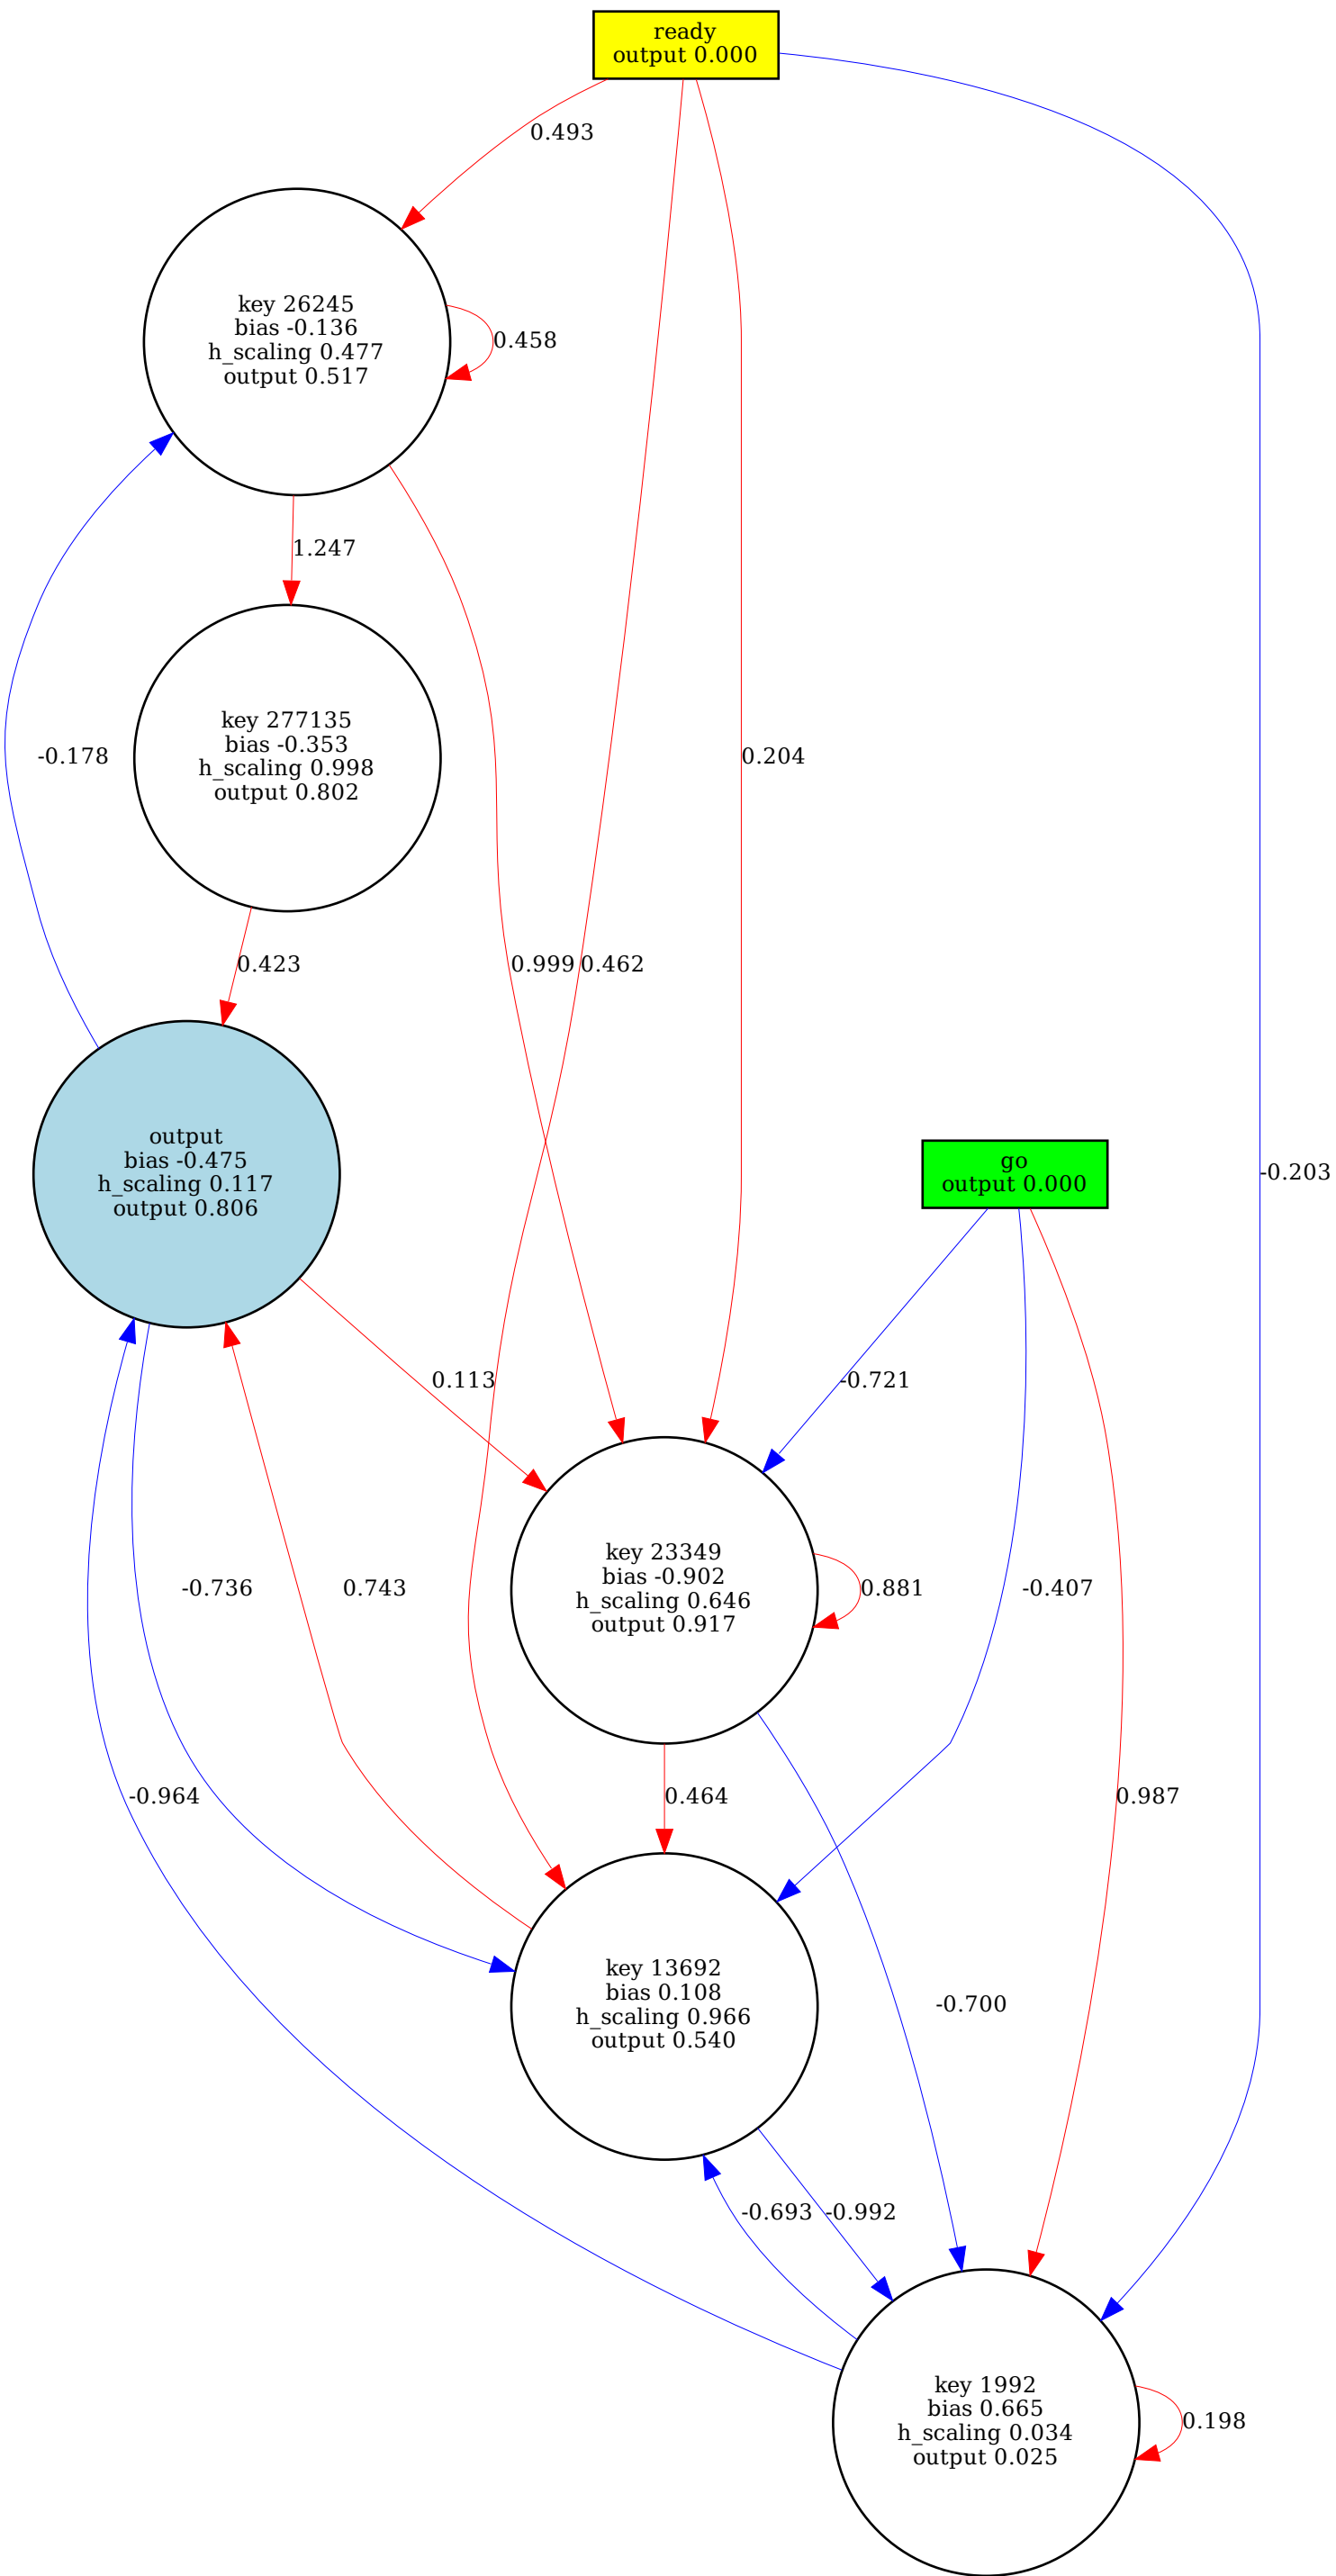 ready
output 0.000
0.493
key 26245
bias -0.136
h_scaling 0.477
output 0.517
0.458
1.247
key 277135
bias -0.353
h_scaling 0.998
output 0.802
-0.178
0.204
0.423
0.999
0.462
output
bias -0.475
h_scaling 0.117
output 0.806
go
output 0.000
-0.203
0.113
-0.721
key 23349
bias -0.902
h_scaling 0.646
output 0.917
-0.736
0.743
0.881
-0.407
-0.964
0.464
0.987
key 13692
bias 0.108
h_scaling 0.966
output 0.540
-0.700
-0.693
-0.992
key 1992
bias 0.665
h_scaling 0.034
output 0.025
0.198